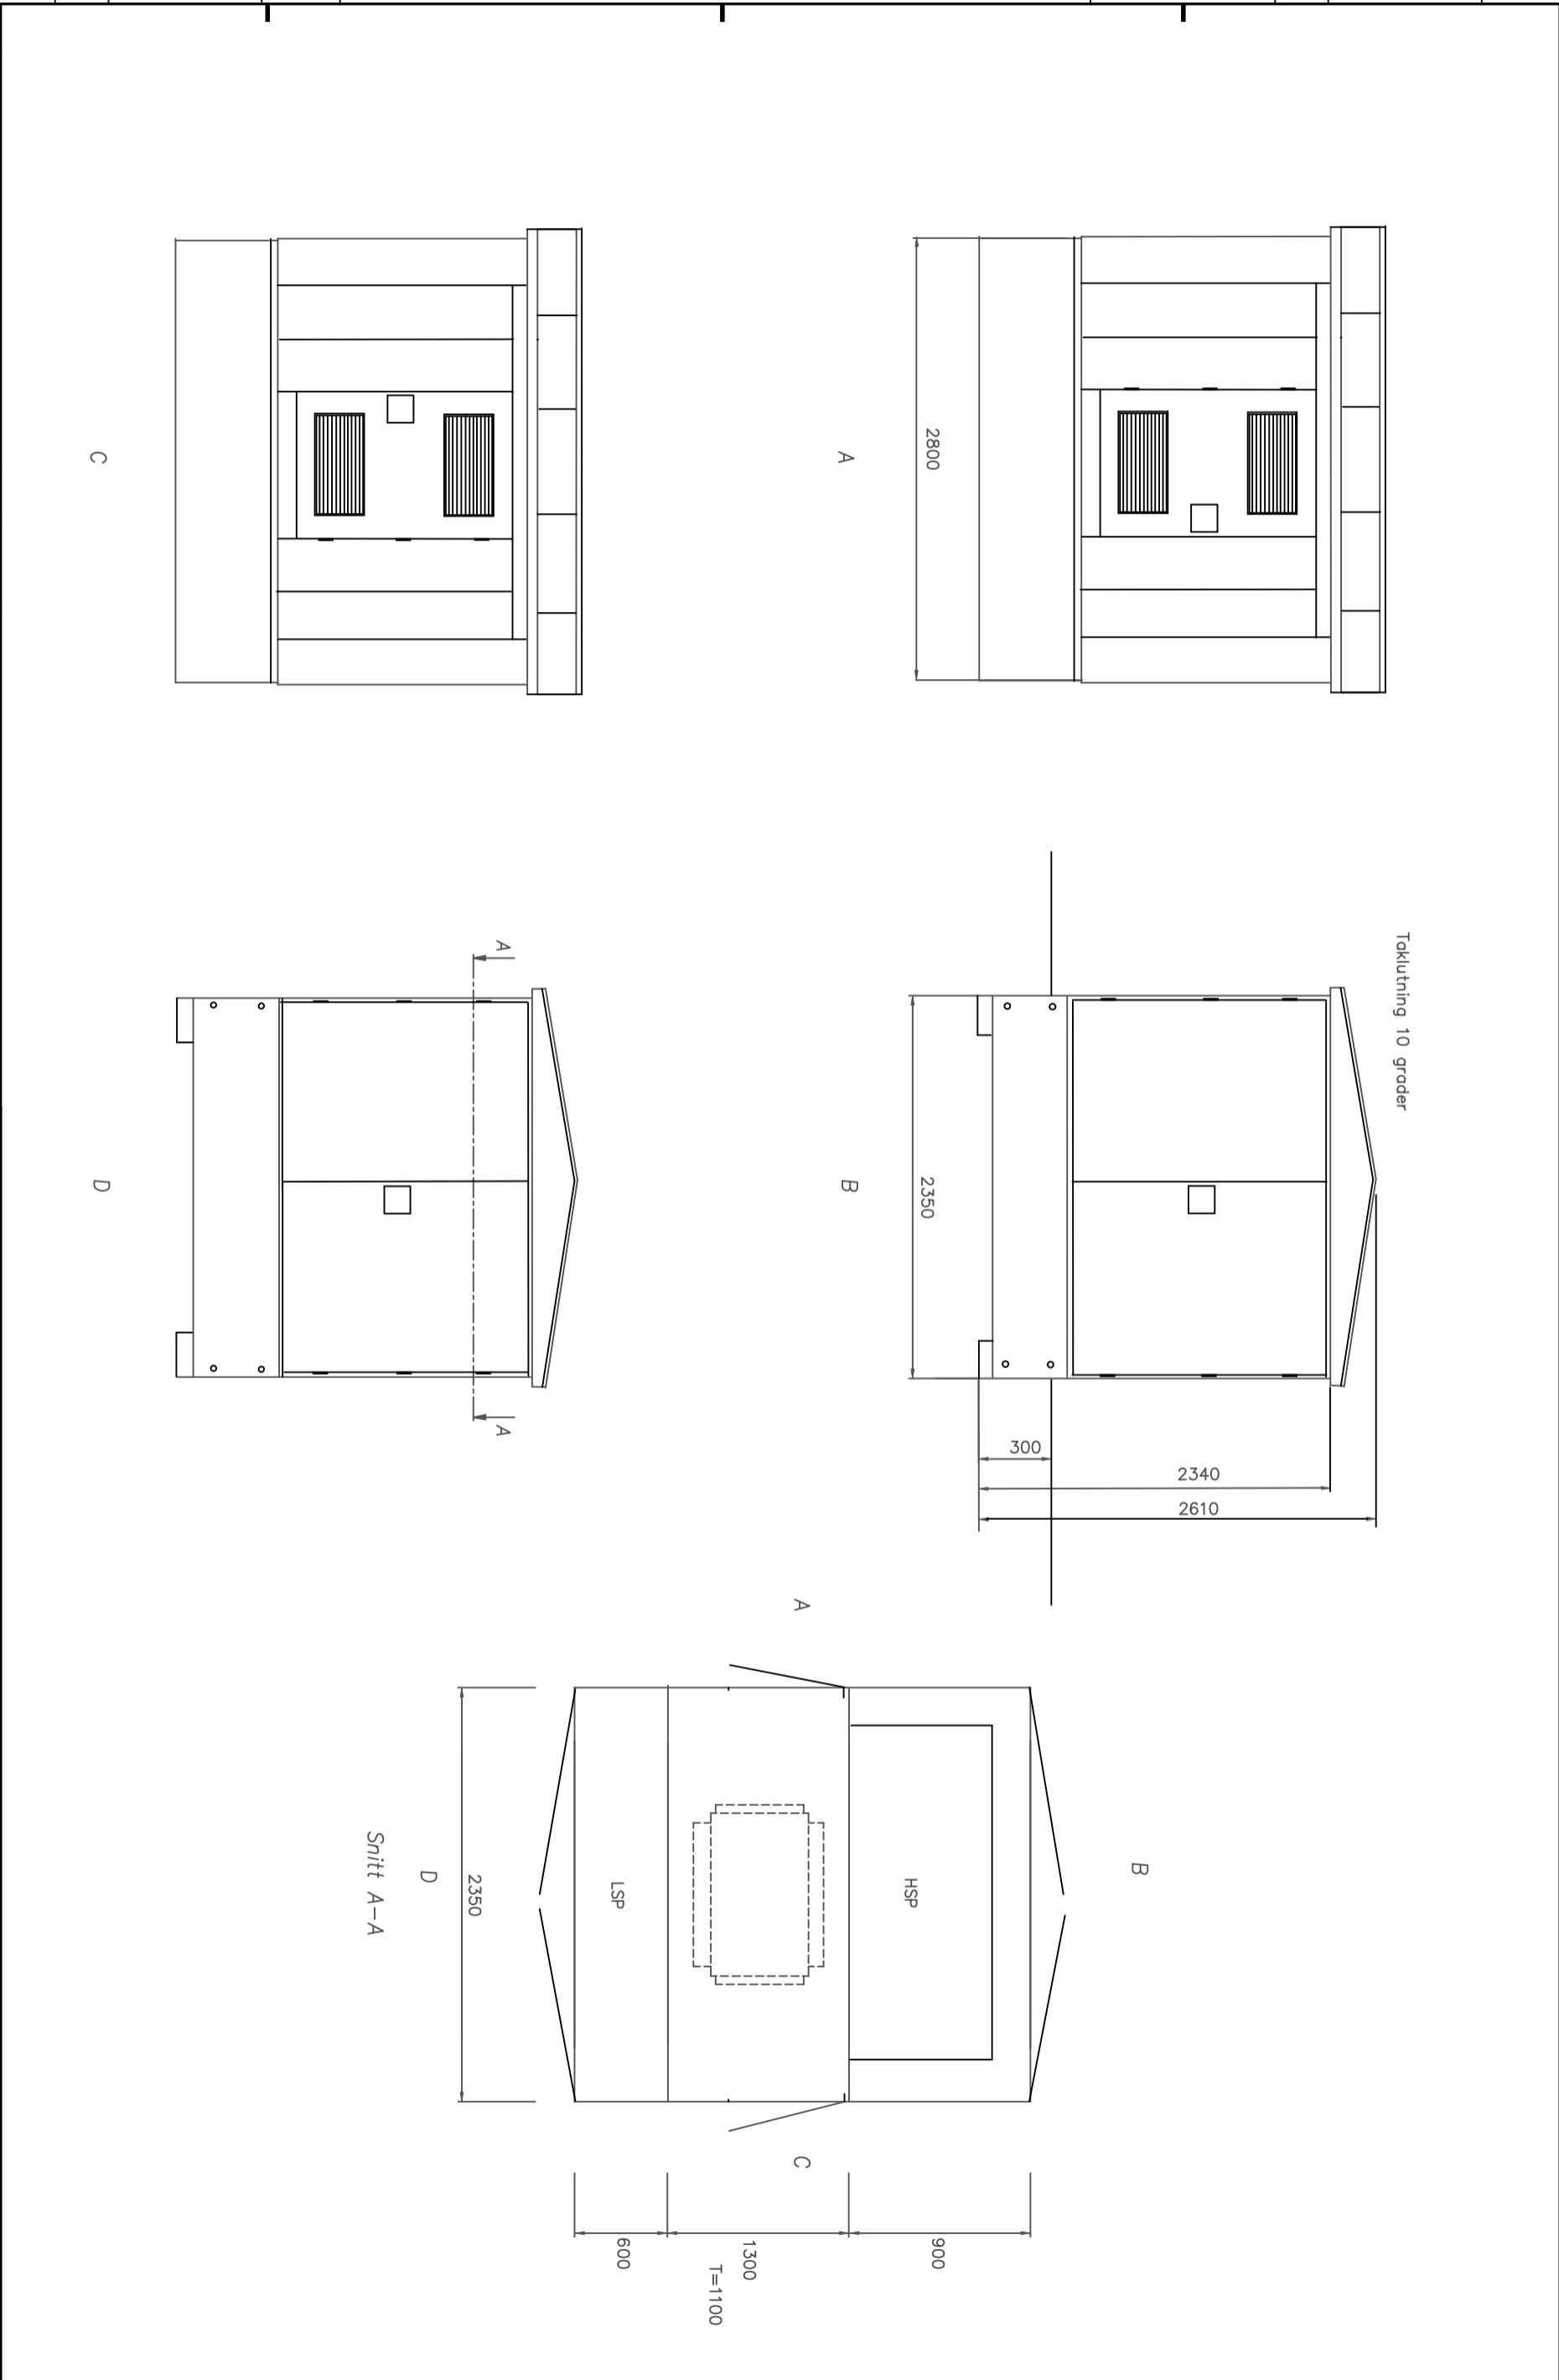 Taklutning 10 grader
2800
A
2350
B
300
2340
2610
C
A
A
D
A
B
HSP
LSP
C
900
1300
T=1100
600
2350
D
Snitt A-A